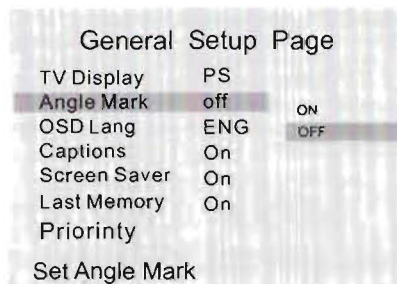 General Setup Page
TV Display PS
Angle Mark off
ON
OSD Lang ENG
OFF
Captions On
Screen Saver On
Last Memory On
Priorinty
Set Angle Mark